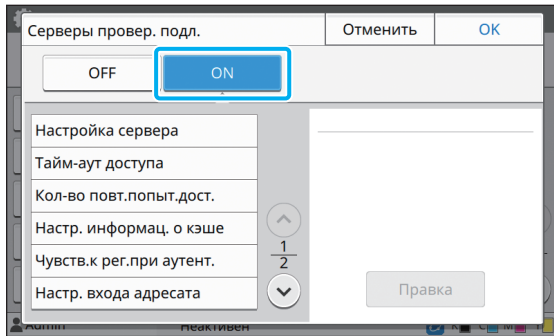 Серверы провер. подл.
Отменить
OK
OFF
ON
Настройка сервера
Тайм-аут доступа
Кол-во повт.попыт.дост.
Настр. информац. о кэше
Чувств.к рег.при аутент.
Настр. входа адресата
1
2
Правка
Admin
Неактивен
K C M Y